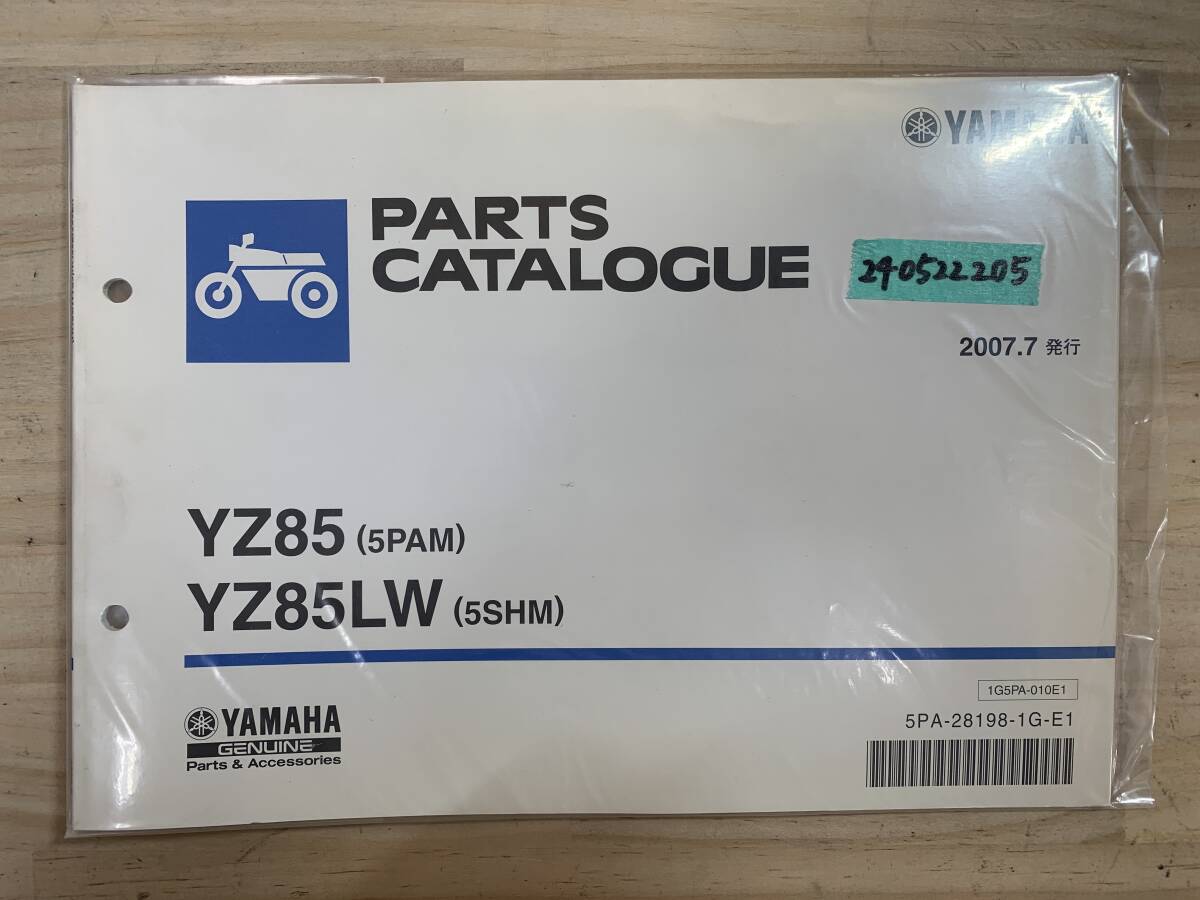 YAMAHA
PARTS
CATALOGUE
240522205
2007.7 発行
YZ85 (5PAM)
YZ85LW (5SHM)
1G5PA-010E1
5PA-28198-1G-E1
YAMAHA
GENUINE
Parts & Accessories